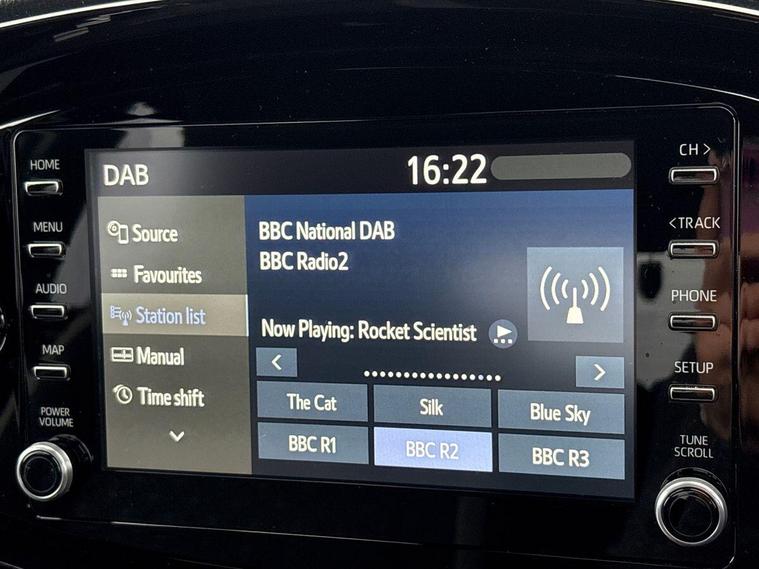 HOME
MENU
AUDIO
MAP
POWER
VOLUME
DAB
16:22
Source
Favourites
Station list
Manual
Time shift
BBC National DAB
BBC Radio2
Now Playing: Rocket Scientist
The Cat
Silk
Blue Sky
BBC R1
BBC R2
BBC R3
CH >
< TRACK
PHONE
SETUP
TUNE
SCROLL